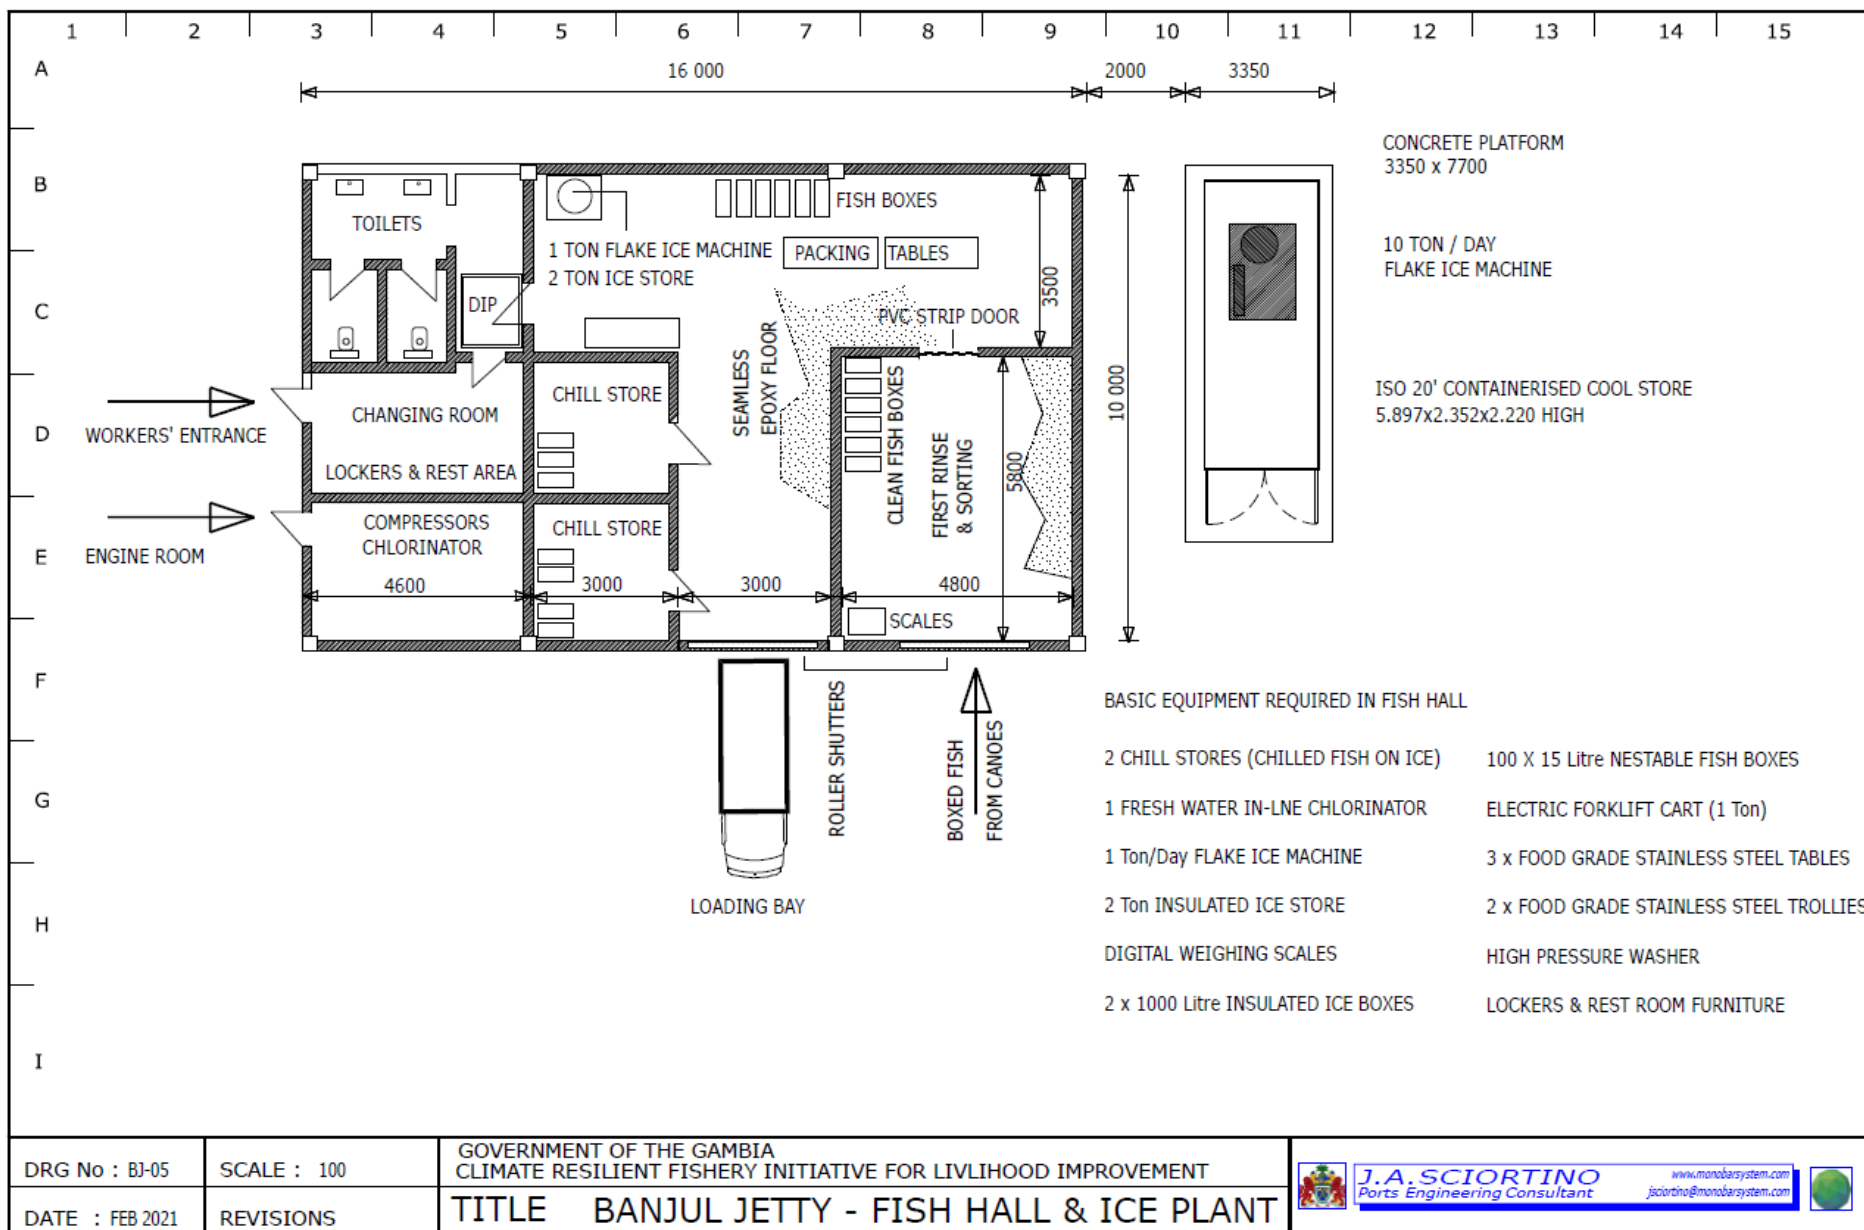 1 2 3 4 5 6 7 8 9 10 11 12 13 14 15
A
B
C
D
E
F
G
H
I
16 000
2000
3350
CONCRETE PLATFORM
3350 x 7700
10 TON / DAY
FLAKE ICE MACHINE
ISO 20' CONTAINERISED COOL STORE
5.897x2.352x2.220 HIGH
TOILETS
FISH BOXES
1 TON FLAKE ICE MACHINE
2 TON ICE STORE
PACKING TABLES
3500
DIP
PVC STRIP DOOR
SEAMLESS
EPOXY FLOOR
10 000
CHILL STORE
CHANGING ROOM
LOCKERS & REST AREA
WORKERS' ENTRANCE
CLEAN FISH BOXES
FIRST RINSE
& SORTING
5800
COMPRESSORS
CHLORINATOR
CHILL STORE
ENGINE ROOM
4600
3000
3000
4800
SCALES
ROLLER SHUTTERS
BOXED FISH
FROM CANOES
LOADING BAY
BASIC EQUIPMENT REQUIRED IN FISH HALL
2 CHILL STORES (CHILLED FISH ON ICE)
100 X 15 Litre NESTABLE FISH BOXES
1 FRESH WATER IN-LNE CHLORINATOR
ELECTRIC FORKLIFT CART (1 Ton)
1 Ton/Day FLAKE ICE MACHINE
3 x FOOD GRADE STAINLESS STEEL TABLES
2 Ton INSULATED ICE STORE
2 x FOOD GRADE STAINLESS STEEL TROLLIES
DIGITAL WEIGHING SCALES
HIGH PRESSURE WASHER
2 x 1000 Litre INSULATED ICE BOXES
LOCKERS & REST ROOM FURNITURE
DRG No : BJ-05
SCALE : 100
DATE : FEB 2021
REVISIONS
GOVERNMENT OF THE GAMBIA
CLIMATE RESILIENT FISHERY INITIATIVE FOR LIVLIHOOD IMPROVEMENT
TITLE BANJUL JETTY - FISH HALL & ICE PLANT
J.A.SCIORTINO
Ports Engineering Consultant
www.monobarsystem.com
jsciortino@monobarsystem.com